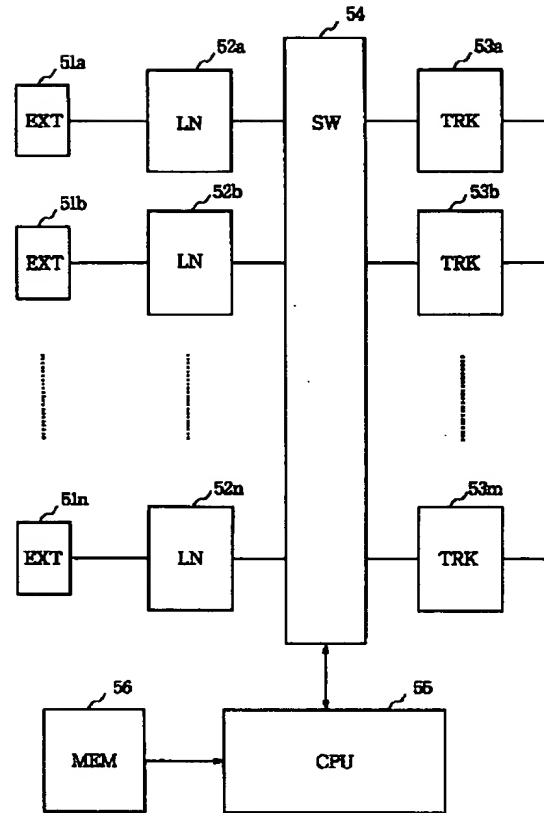 54
51a 52a 53a
EXT LN SW TRK
51b 52b 53b
EXT LN TRK
51n 52n 53m
EXT LN TRK
56 55
MEM CPU